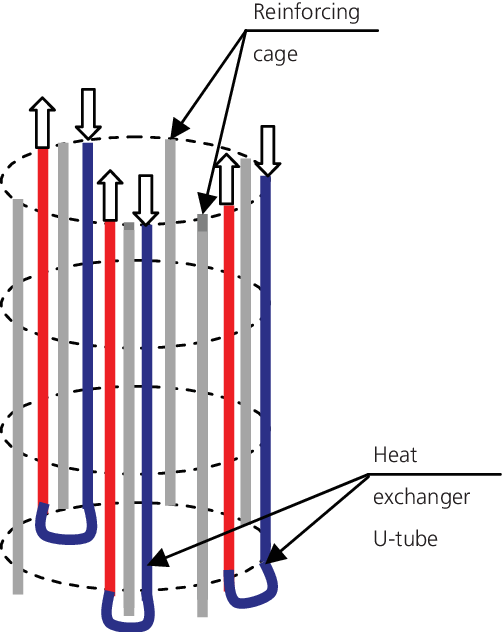 Reinforcing
cage
Heat
exchanger
U-tube